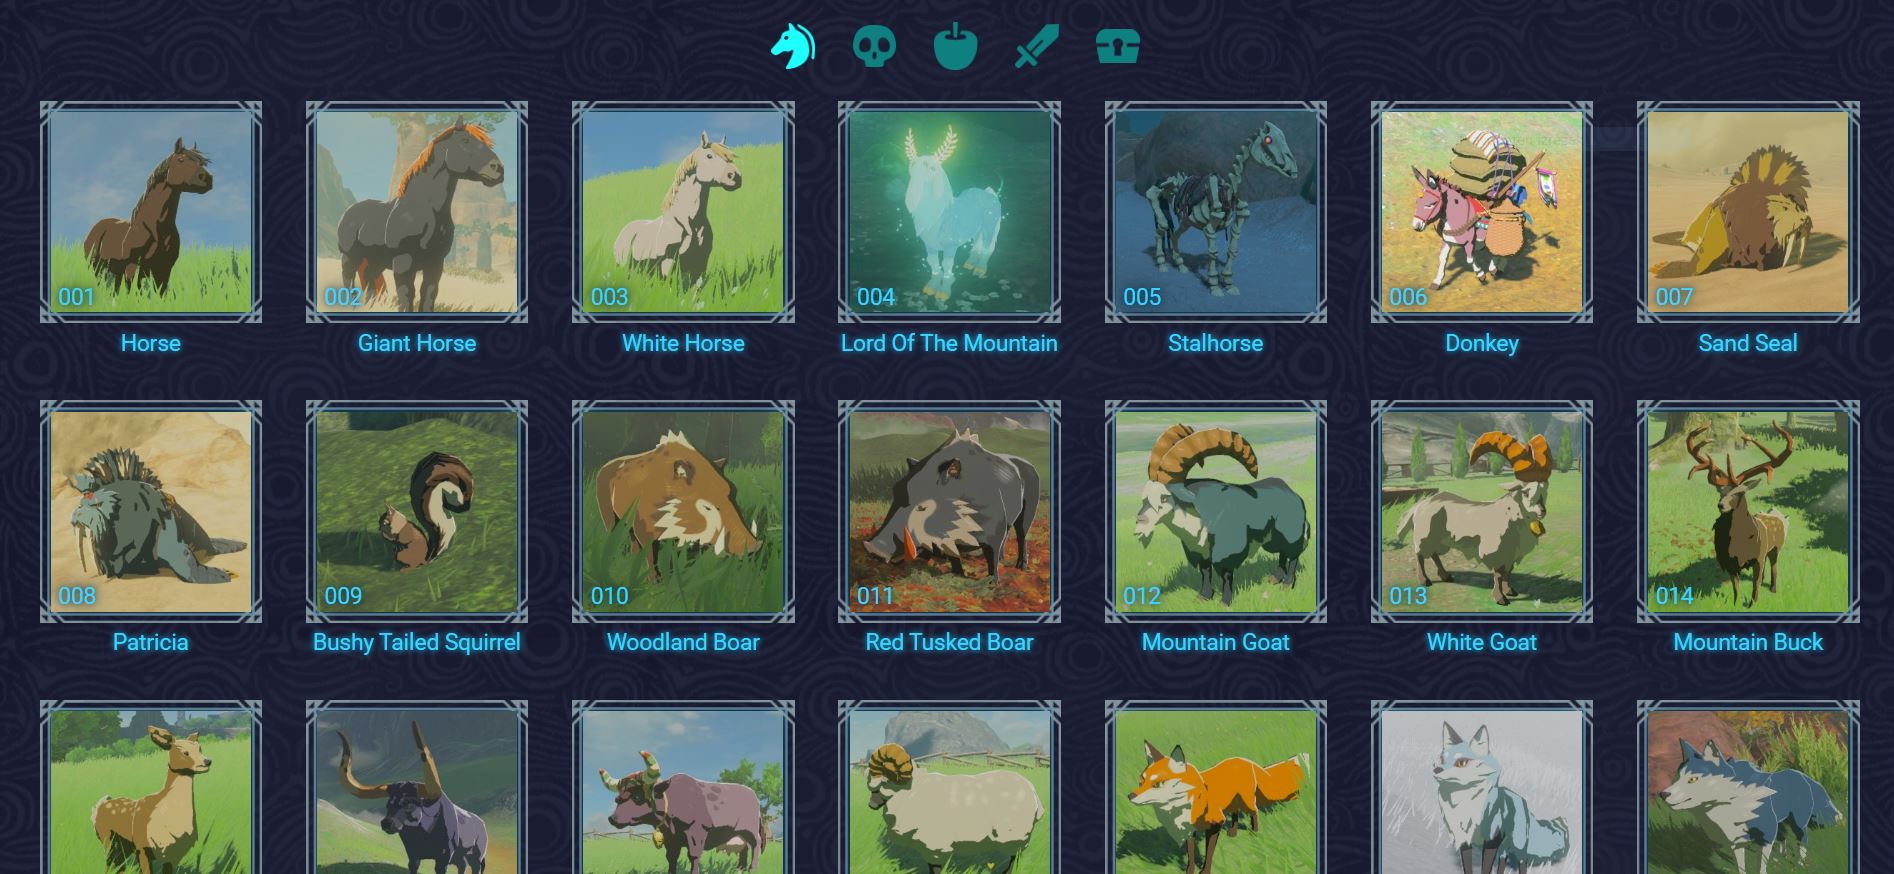 001
002
003
004
005
006
007
Horse
Giant Horse
White Horse
Lord Of The Mountain
Stalhorse
Donkey
Sand Seal
008
009
010
011
012
013
014
Patricia
Bushy Tailed Squirrel
Woodland Boar
Red Tusked Boar
Mountain Goat
White Goat
Mountain Buck